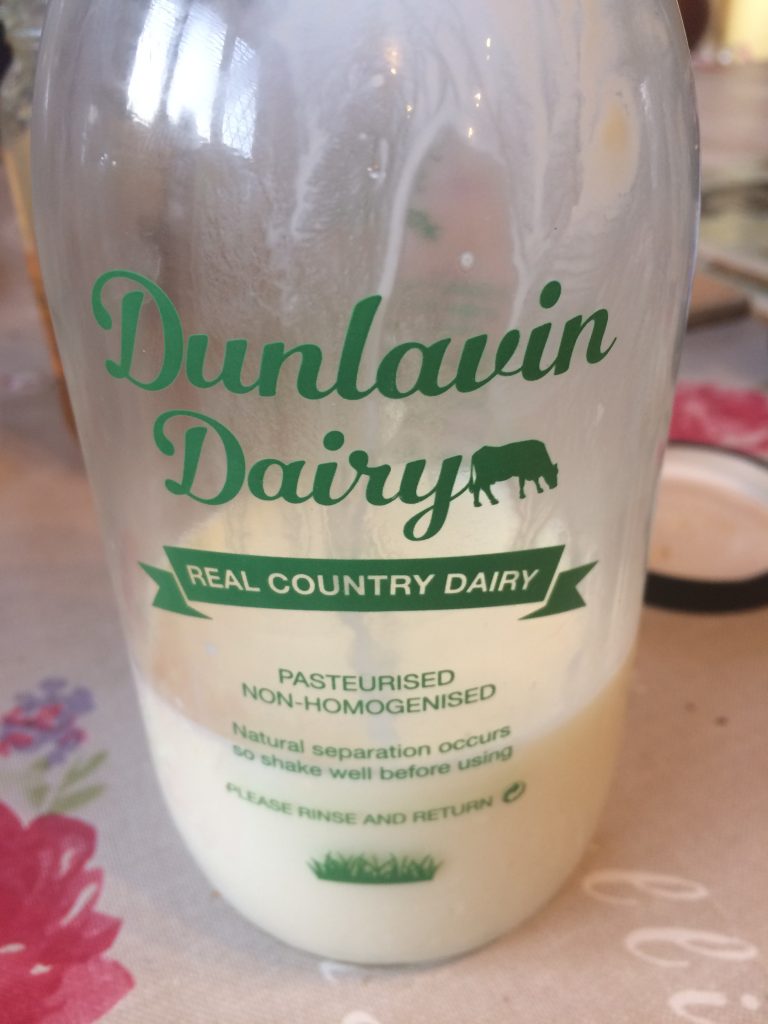 Dunlavin
Dairy
REAL COUNTRY DAIRY
PASTEURISED
NON-HOMOGENISED
Natural separation occurs
so shake well before using
PLEASE RINSE AND RETURN